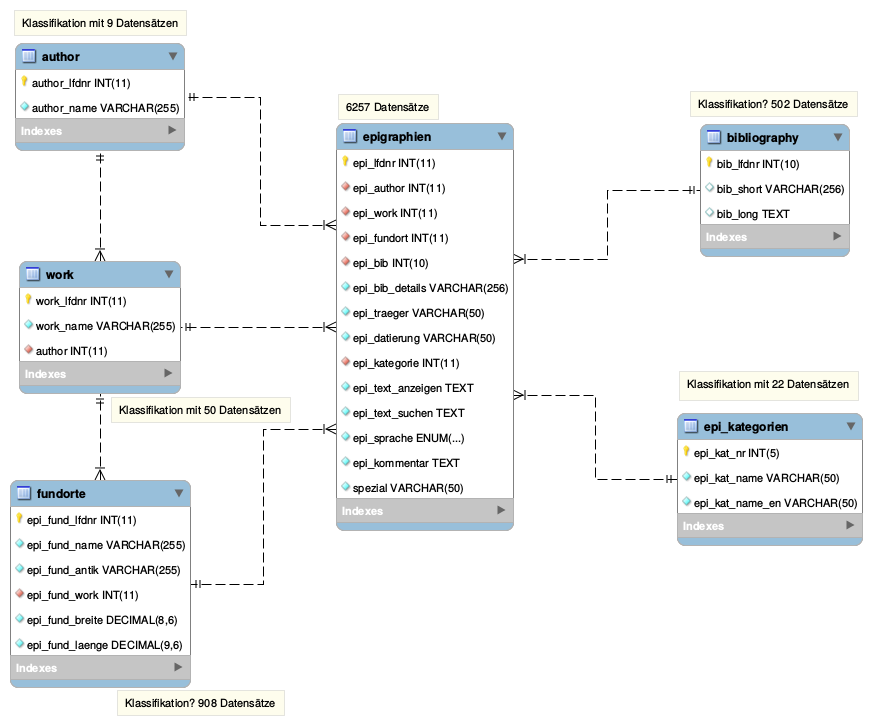 Klassifikation mit 9 Datensätzen
author
author_lfdnr INT(11)
author_name VARCHAR(255)
Indexes
work
work_lfdnr INT(11)
work_name VARCHAR(255)
author INT(11)
Indexes
Klassifikation mit 50 Datensätzen
fundorte
epi_fund_lfdnr INT(11)
epi_fund_name VARCHAR(255)
epi_fund_antik VARCHAR(255)
epi_fund_work INT(11)
epi_fund_breite DECIMAL(8,6)
epi_fund_laenge DECIMAL(9,6)
Indexes
Klassifikation? 908 Datensätze
6257 Datensätze
epigraphien
epi_lfdnr INT(11)
epi_author INT(11)
epi_work INT(11)
epi_fundort INT(11)
epi_bib INT(10)
epi_bib_details VARCHAR(256)
epi_traeger VARCHAR(50)
epi_datierung VARCHAR(50)
epi_kategorie INT(11)
epi_text_anzeigen TEXT
epi_text_suchen TEXT
epi_sprache ENUM(...)
epi_kommentar TEXT
spezial VARCHAR(50)
Indexes
Klassifikation? 502 Datensätze
bibliography
bib_lfdnr INT(10)
bib_short VARCHAR(256)
bib_long TEXT
Indexes
Klassifikation mit 22 Datensätzen
epi_kategorien
epi_kat_nr INT(5)
epi_kat_name VARCHAR(50)
epi_kat_name_en VARCHAR(50)
Indexes